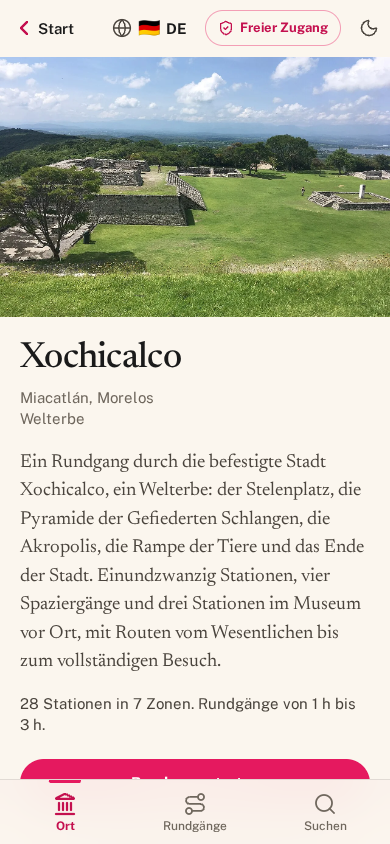 Start
DE
Freier Zugang
Xochicalco
Miacatlán, Morelos
Welterbe
Ein Rundgang durch die befestigte Stadt
Xochicalco, ein Welterbe: der Stelenplatz, die
Pyramide der Gefiederten Schlangen, die
Akropolis, die Rampe der Tiere und das Ende
der Stadt. Einundzwanzig Stationen, vier
Spaziergänge und drei Stationen im Museum
vor Ort, mit Routen vom Wesentlichen bis
zum vollständigen Besuch.
28 Stationen in 7 Zonen. Rundgänge von 1 h bis
3 h.
Ort
Rundgänge
Suchen